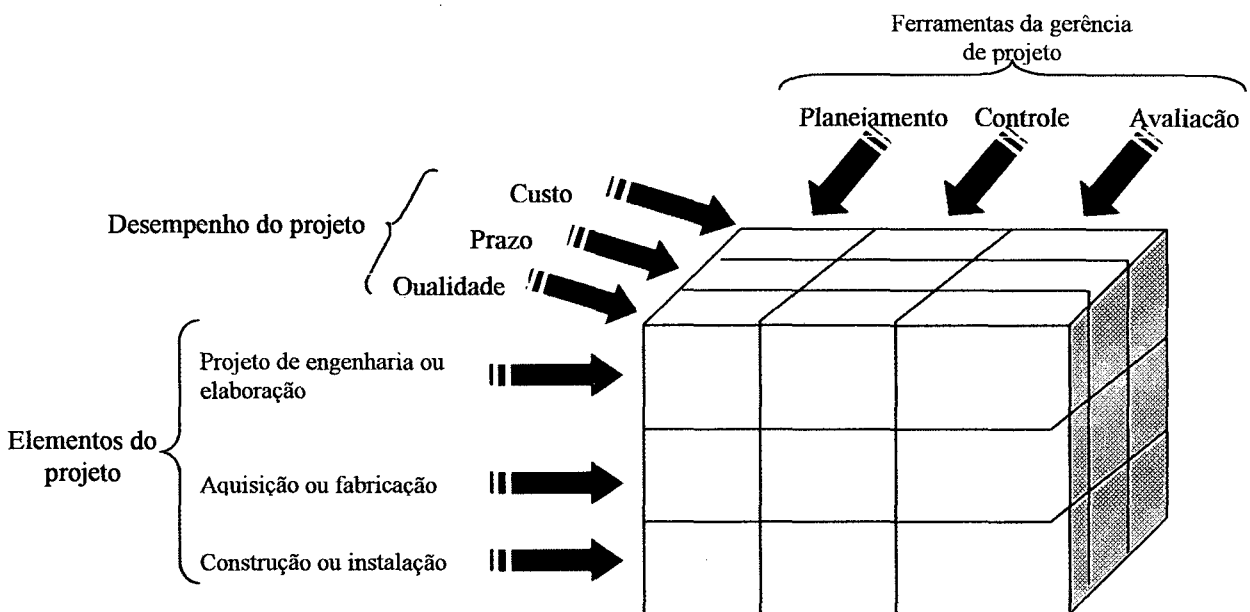 Ferramentas da gerência
de projeto
Planejamento
Controle
Avaliacão
Custo
Desempenho do projeto
Prazo
Oualidade
Projeto de engenharia ou
elaboração
Elementos do
projeto
Aquisição ou fabricação
Construção ou instalação